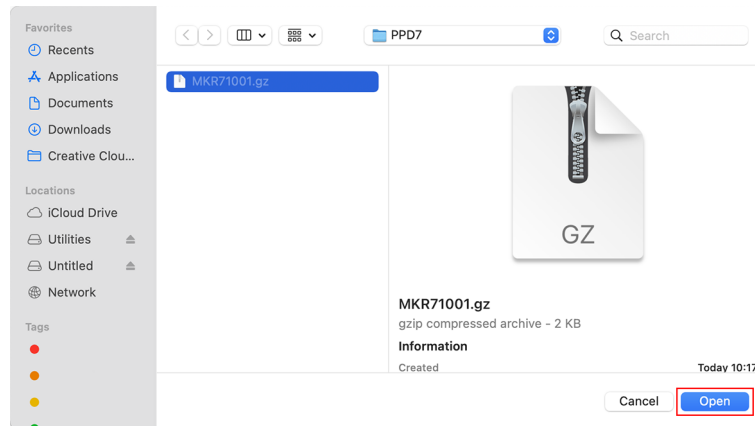 Favorites
Recents
Applications
Documents
Downloads
Creative Clou...
Locations
iCloud Drive
Utilities
Untitled
Network
Tags
PPD7
Search
MKR71001.gz
GZ
MKR71001.gz
gzip compressed archive - 2 KB
Information
Created Today 10:17
Cancel Open